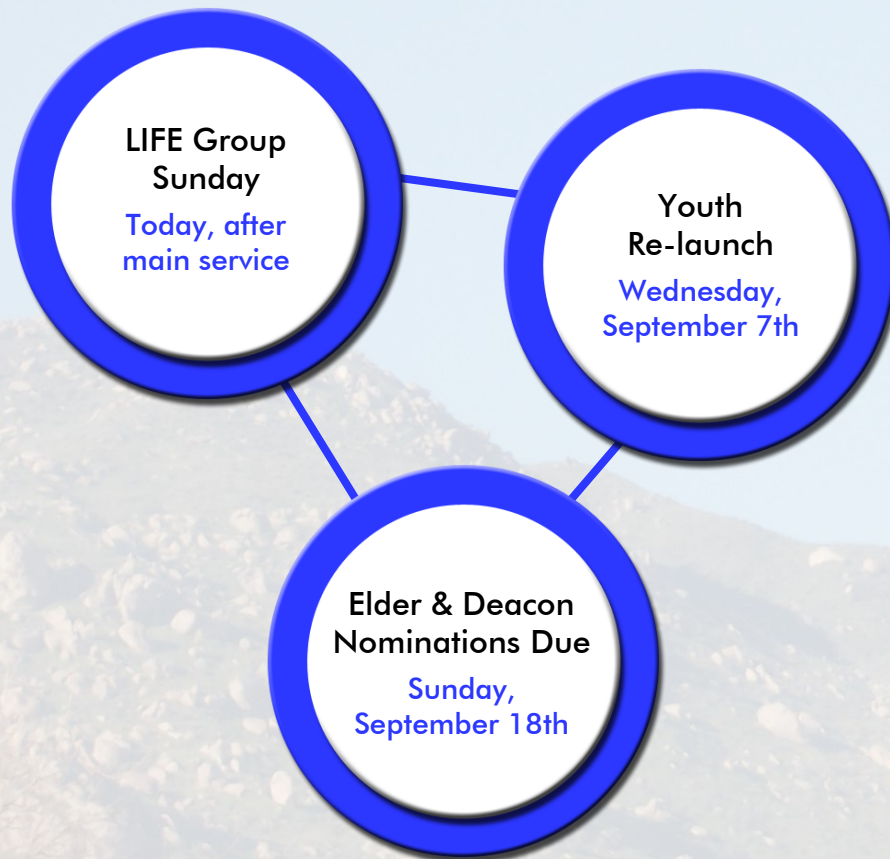 LIFE Group
Sunday
Today, after
main service
Youth
Re-launch
Wednesday,
September 7th
Elder & Deacon
Nominations Due
Sunday,
September 18th